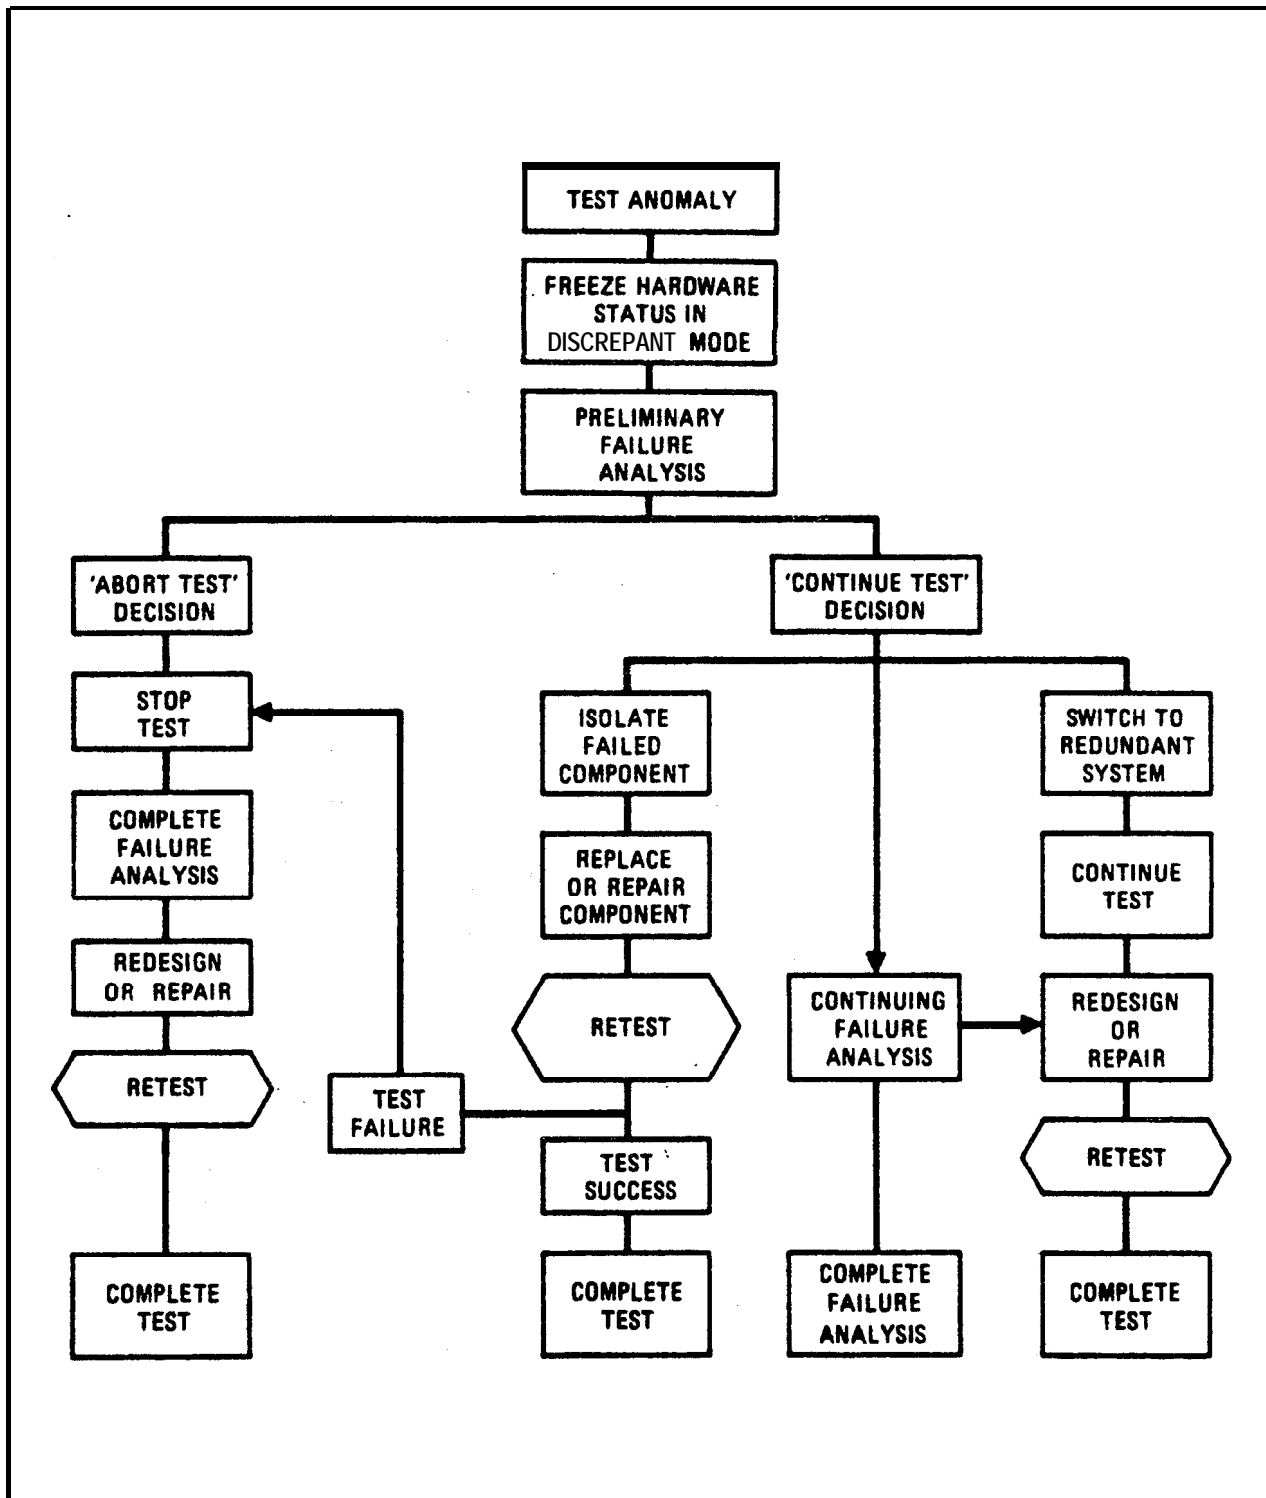 TEST ANOMALY
FREEZE HARDWARE
STATUS IN
DISCREPANT MODE
PRELIMINARY
FAILURE
ANALYSIS
'ABORT TEST'
DECISION
STOP
TEST
COMPLETE
FAILURE
ANALYSIS
REDESIGN
OR REPAIR
RETEST
COMPLETE
TEST
TEST
FAILURE
'CONTINUE TEST'
DECISION
ISOLATE
FAILED
COMPONENT
REPLACE
OR REPAIR
COMPONENT
RETEST
TEST
SUCCESS
COMPLETE
TEST
CONTINUING
FAILURE
ANALYSIS
COMPLETE
FAILURE
ANALYSIS
SWITCH TO
REDUNDANT
SYSTEM
CONTINUE
TEST
REDESIGN
OR
REPAIR
RETEST
COMPLETE
TEST